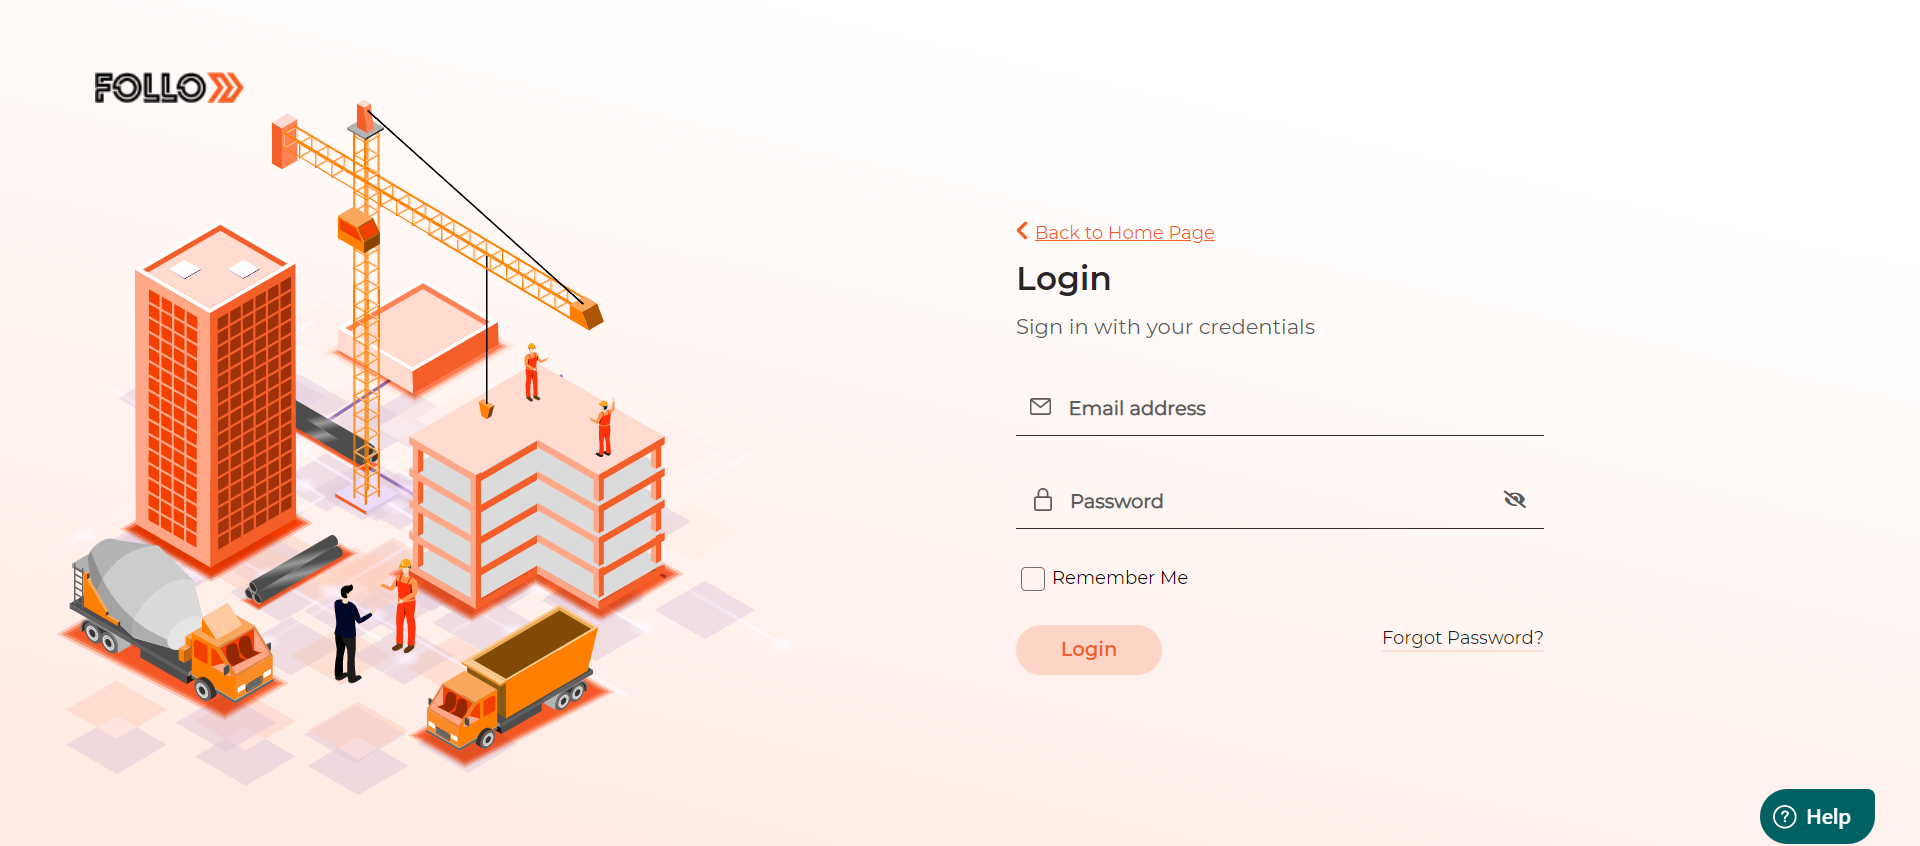 FOLLO
Back to Home Page
Login
Sign in with your credentials
Email address
Password
Remember Me
Login
Forgot Password?
Help